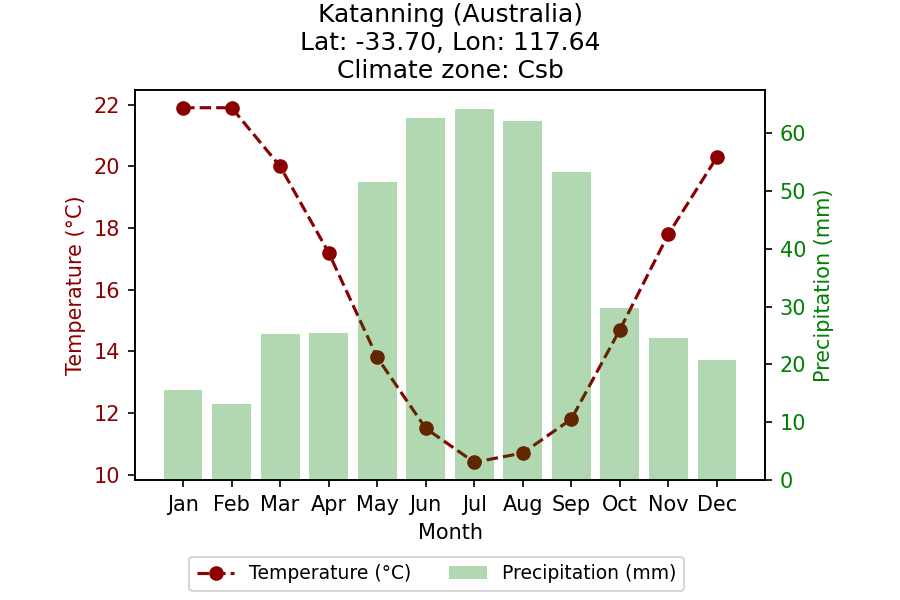 Katanning (Australia)
Lat: -33.70, Lon: 117.64
Climate zone: Csb
Temperature (°C)
22
20
18
16
14
12
10
Precipitation (mm)
60
50
40
30
20
10
0
Jan Feb Mar Apr May Jun Jul Aug Sep Oct Nov Dec
Month
Temperature (°C) Precipitation (mm)